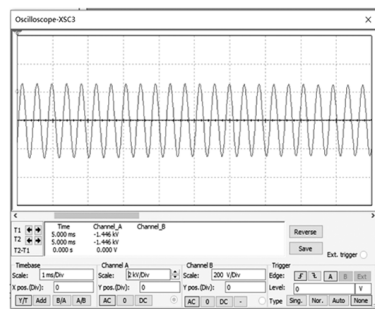 Oscilloscope-XSC3
Time Channel_A Channel_B
T1 5.000 ms -1.446 kV
T2 5.000 ms -1.446 kV
T2-T1 0.000 s 0.000 V
Reverse
Save
Ext. trigger
Timebase Channel A Channel B Trigger
Scale: 1 ms/Div Scale: 2 kV/Div Scale: 200 V/Div Edge: A B Ext
X pos.(Div): 0 Y pos.(Div): 0 Y pos.(Div): 0 Level: 0 V
Y/T Add B/A A/B AC 0 DC AC 0 DC - Type Sing. Nor. Auto None